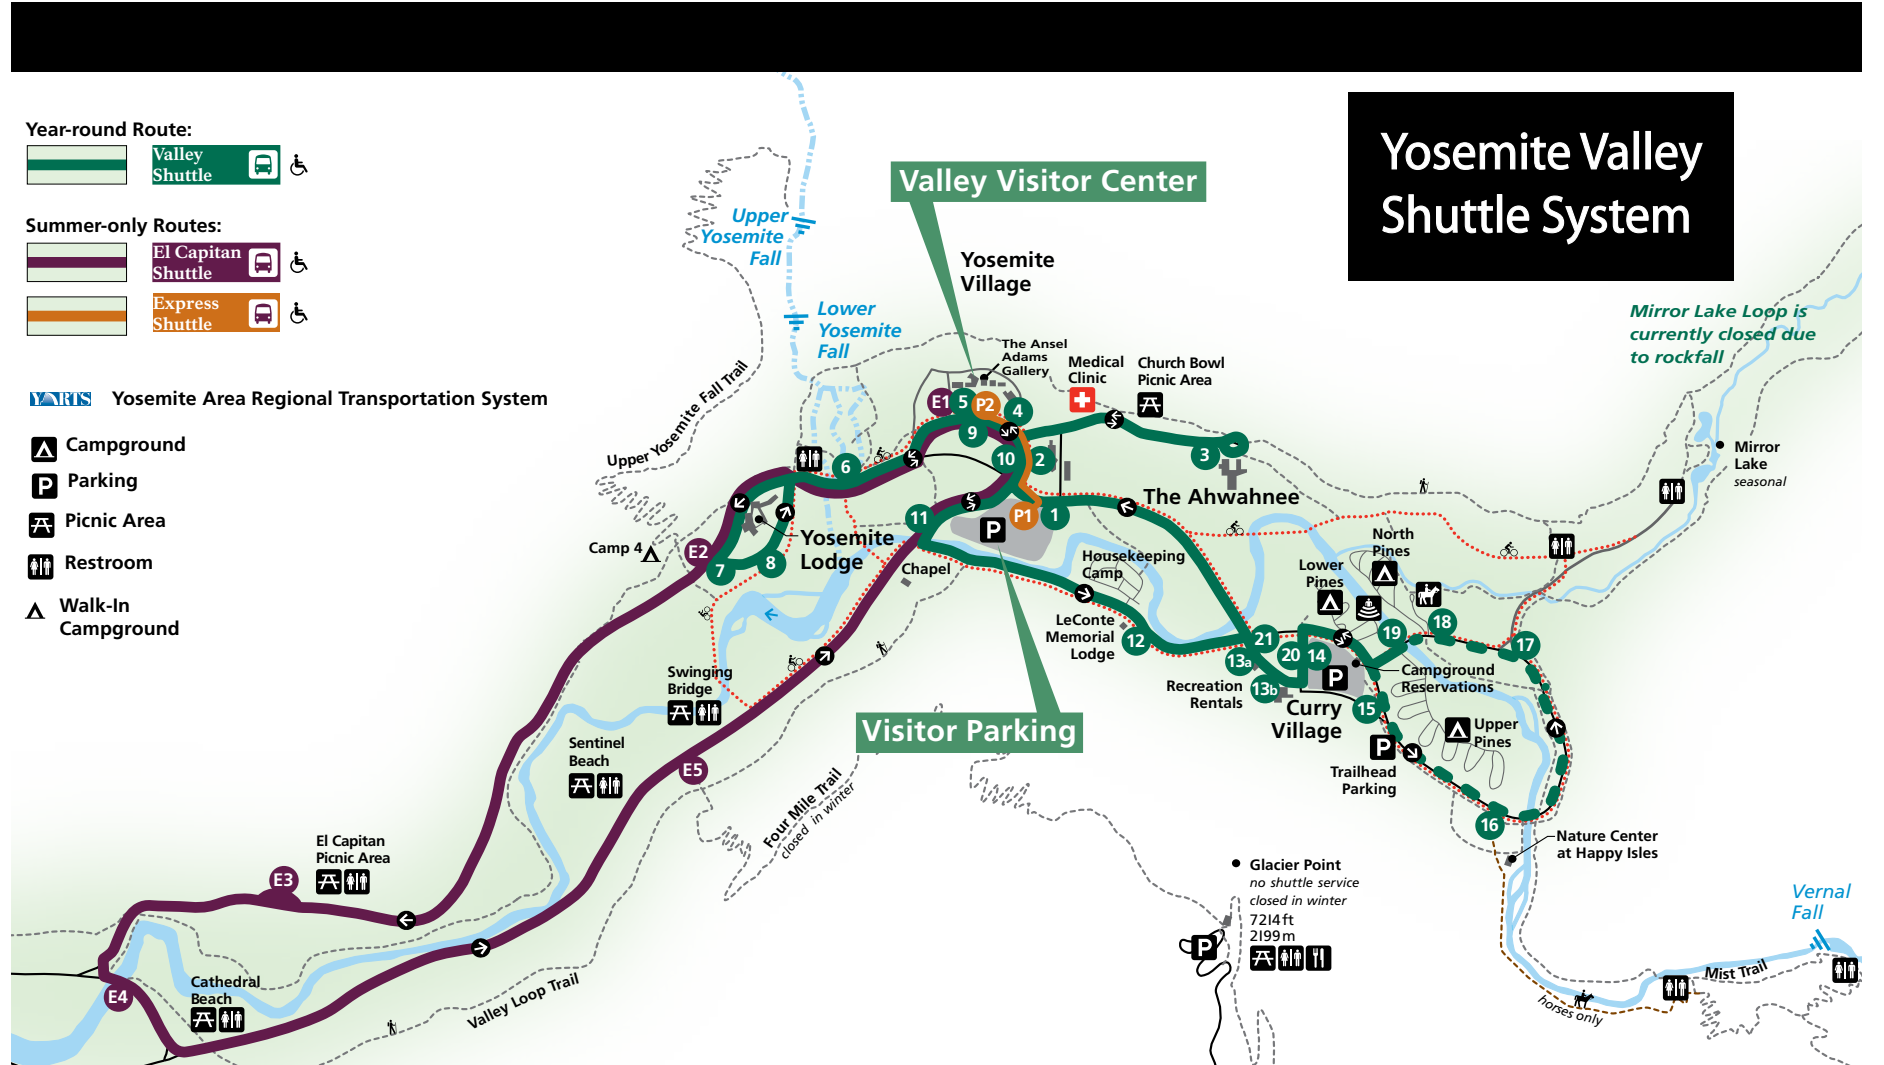 Yosemite Valley
Shuttle System
Year-round Route:
Valley
Shuttle
Summer-only Routes:
El Capitan
Shuttle
Express
Shuttle
YARTS Yosemite Area Regional Transportation System
Campground
P Parking
Picnic Area
Restroom
Walk-In
Campground
Valley Visitor Center
Yosemite
Village
Upper
Yosemite
Fall
Lower
Yosemite
Fall
The Ansel
Adams
Gallery
Medical
Clinic
Church Bowl
Picnic Area
Mirror Lake Loop is
currently closed due
to rockfall
Upper Yosemite Fall Trail
E1
5
P2
4
9
10
2
3
6
The Ahwahnee
Mirror
Lake
seasonal
11
P
P1
1
Yosemite
Lodge
Camp 4
E2
7
8
Chapel
Housekeeping
Camp
North
Pines
Lower
Pines
LeConte
Memorial
Lodge
12
21
13a
20
14
19
18
17
P
13b
Recreation
Rentals
Campground
Reservations
Curry
Village
15
Upper
Pines
P
Trailhead
Parking
16
Nature Center
at Happy Isles
Swinging
Bridge
Visitor Parking
Sentinel
Beach
E5
Four Mile Trail
closed in winter
El Capitan
Picnic Area
E3
E4
Cathedral
Beach
Valley Loop Trail
Glacier Point
no shuttle service
closed in winter
7214 ft
2199 m
P
Vernal
Fall
Mist Trail
horses only